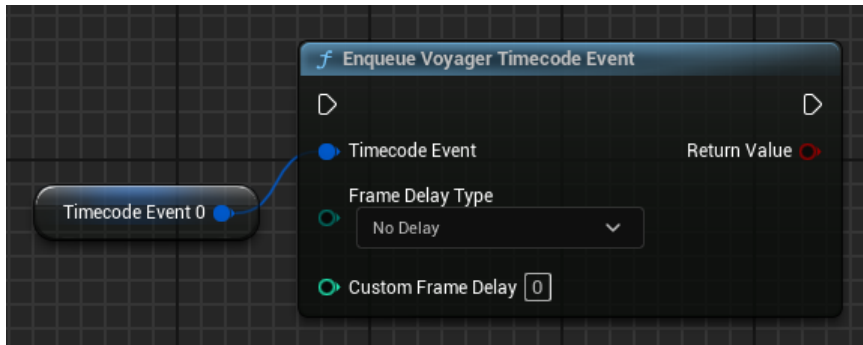 f Enqueue Voyager Timecode Event
Timecode Event
Return Value
Timecode Event 0
Frame Delay Type
No Delay
Custom Frame Delay 0